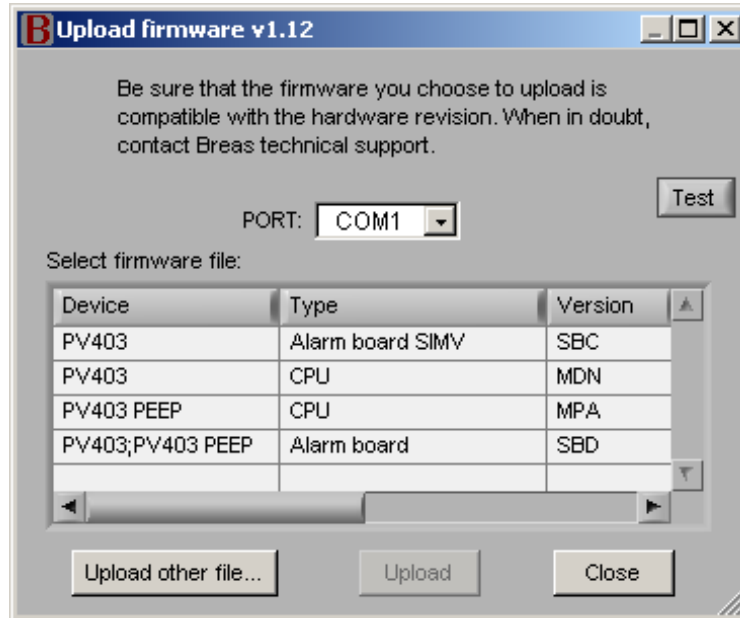 B Upload firmware v1.12
Be sure that the firmware you choose to upload is
compatible with the hardware revision. When in doubt,
contact Breas technical support.
Test
PORT: COM1
Select firmware file:
Device Type Version
PV403 Alarm board SIMV SBC
PV403 CPU MDN
PV403 PEEP CPU MPA
PV403;PV403 PEEP Alarm board SBD
Upload other file... Upload Close